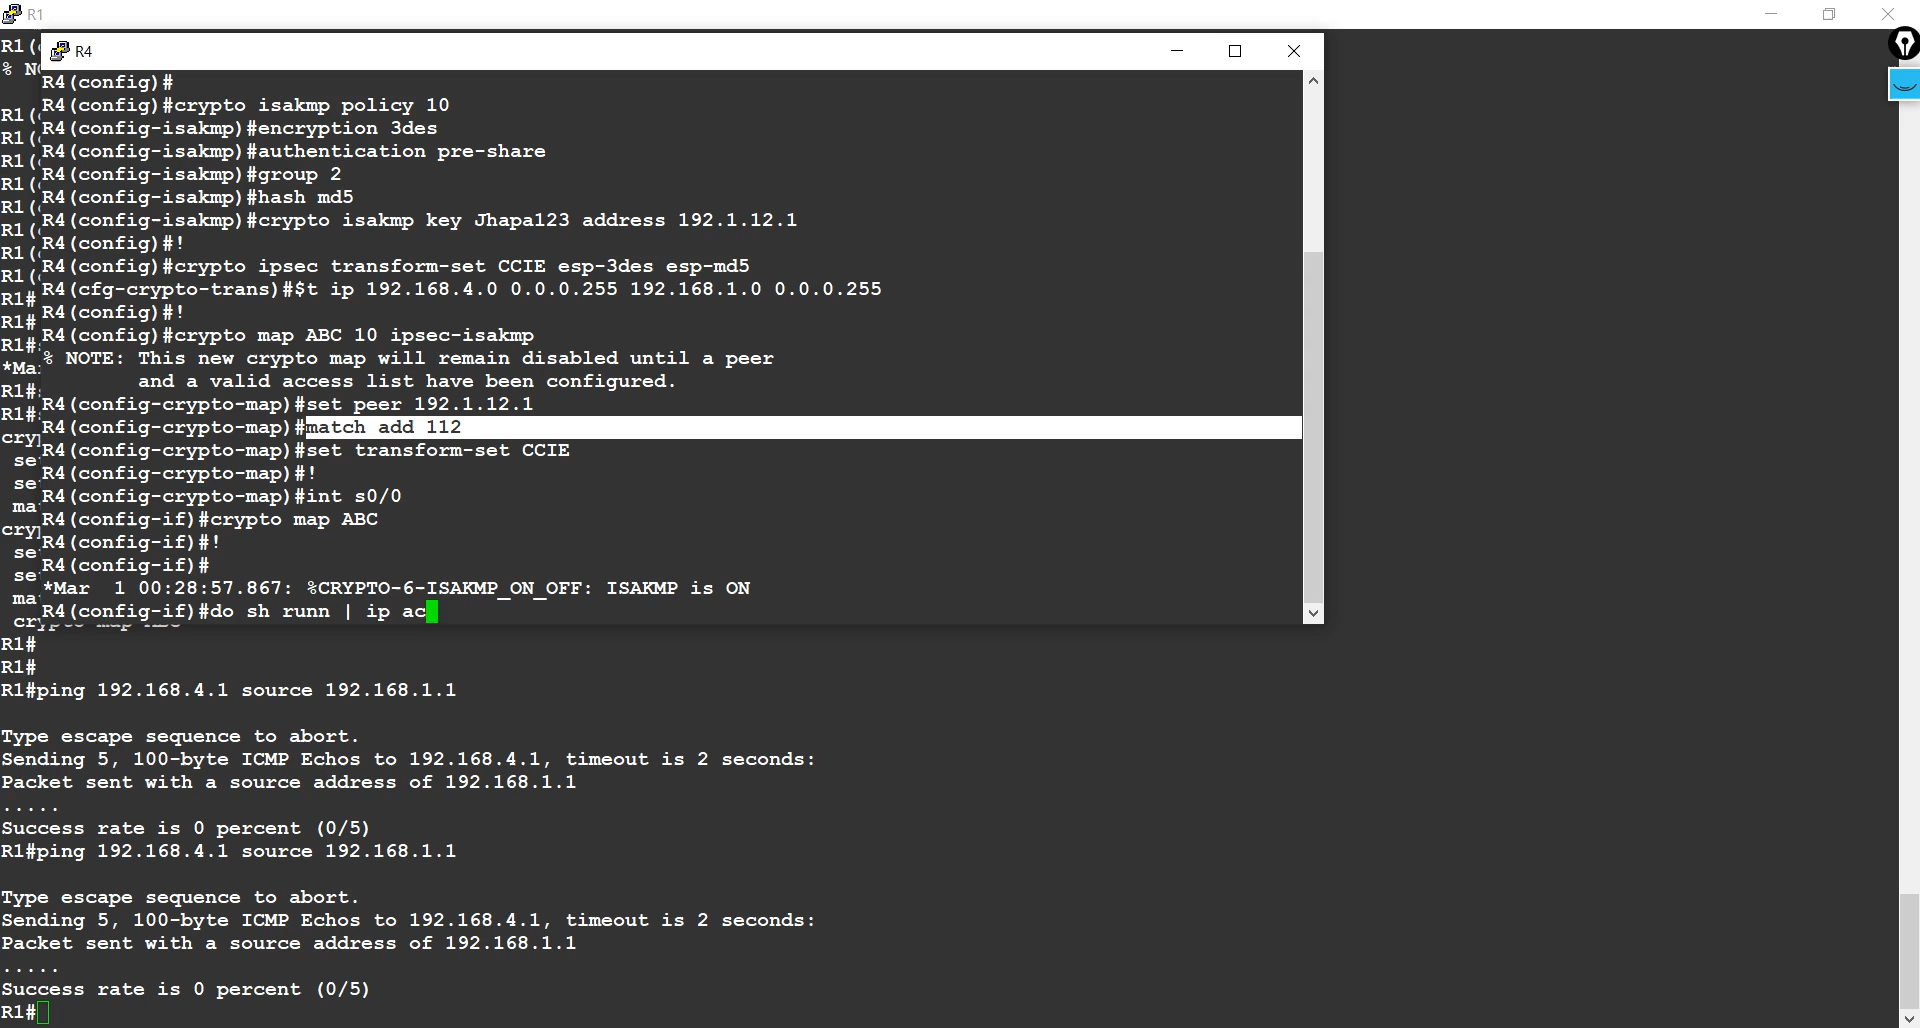 R1
R4
R1(
% N
R4(config)#
R4(config)#crypto isakmp policy 10
R4(config-isakmp)#encryption 3des
R4(config-isakmp)#authentication pre-share
R4(config-isakmp)#group 2
R4(config-isakmp)#hash md5
R4(config-isakmp)#crypto isakmp key Jhapa123 address 192.1.12.1
R4(config)#!
R4(config)#crypto ipsec transform-set CCIE esp-3des esp-md5
R4(cfg-crypto-trans)#$t ip 192.168.4.0 0.0.0.255 192.168.1.0 0.0.0.255
R4(config)#!
R4(config)#crypto map ABC 10 ipsec-isakmp
% NOTE: This new crypto map will remain disabled until a peer
and a valid access list have been configured.
R4(config-crypto-map)#set peer 192.1.12.1
R4(config-crypto-map)#match add 112
R4(config-crypto-map)#set transform-set CCIE
R4(config-crypto-map)#!
R4(config-crypto-map)#int s0/0
R4(config-if)#crypto map ABC
R4(config-if)#!
R4(config-if)#
*Mar  1 00:28:57.867: %CRYPTO-6-ISAKMP_ON_OFF: ISAKMP is ON
R4(config-if)#do sh runn | ip ac
R1(
R1(
R1(
R1(
R1(
R1(
R1(
R1(
R1#
R1#
R1#
*Ma
R1#
R1#
cry
se
se
ma
cry
se
se
ma
crypto map ABC
R1#
R1#
R1#ping 192.168.4.1 source 192.168.1.1
Type escape sequence to abort.
Sending 5, 100-byte ICMP Echos to 192.168.4.1, timeout is 2 seconds:
Packet sent with a source address of 192.168.1.1
.....
Success rate is 0 percent (0/5)
R1#ping 192.168.4.1 source 192.168.1.1
Type escape sequence to abort.
Sending 5, 100-byte ICMP Echos to 192.168.4.1, timeout is 2 seconds:
Packet sent with a source address of 192.168.1.1
.....
Success rate is 0 percent (0/5)
R1#